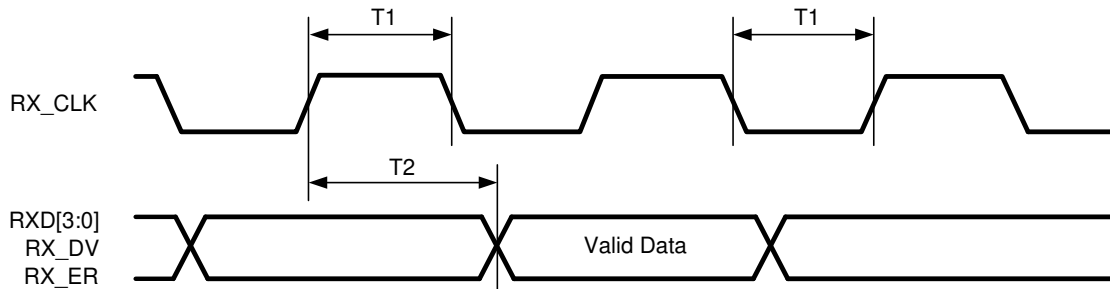 T1
T1
RX_CLK
T2
RXD[3:0]
RX_DV
Valid Data
RX_ER